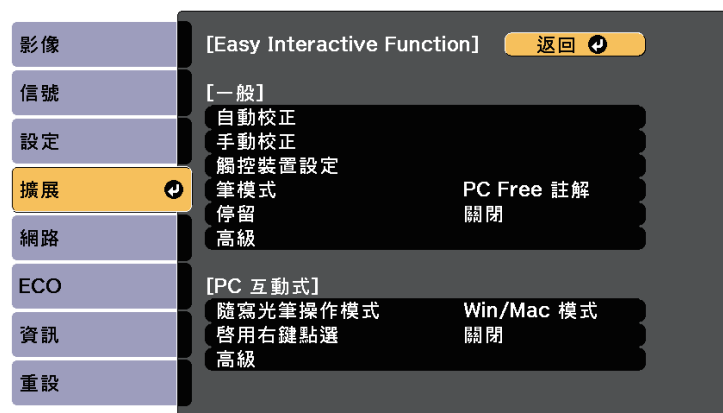 影像
信號
設定
擴展
網路
ECO
資訊
重設
[Easy Interactive Function] 返回
[一般]
自動校正
手動校正
觸控裝置設定
筆模式 PC Free 註解
停留 關閉
高級
[PC 互動式]
隨寫光筆操作模式 Win/Mac 模式
啓用右鍵點選 關閉
高級